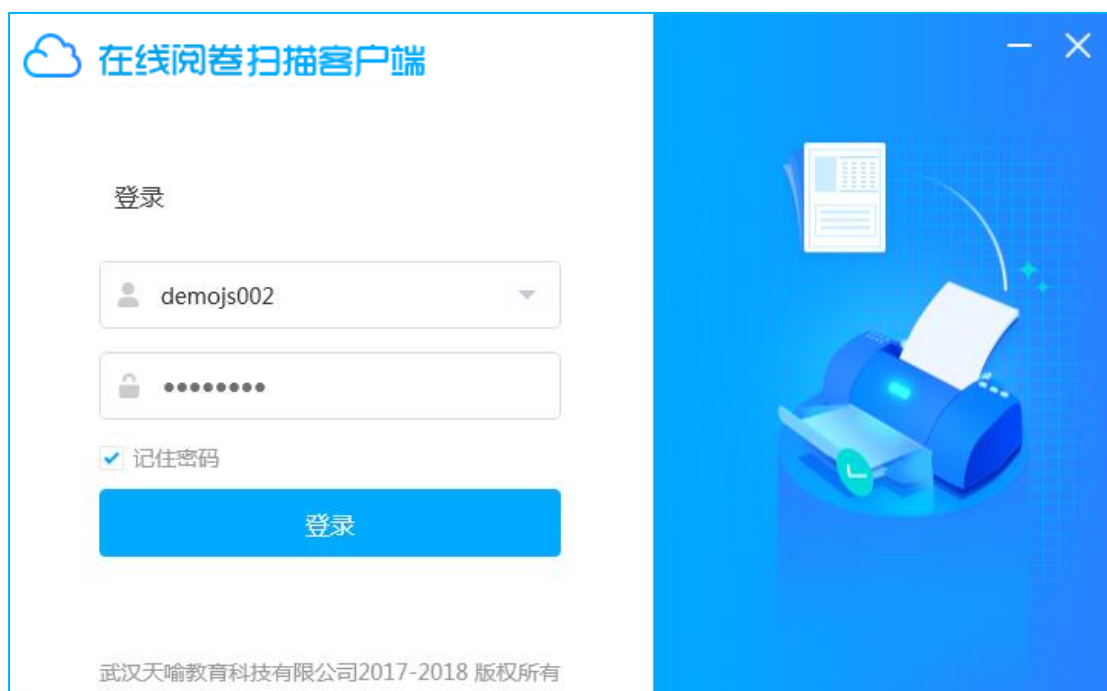 在线阅卷扫描客户端
登录
demojs002
••••••••
记住密码
登录
武汉天喻教育科技有限公司2017-2018 版权所有